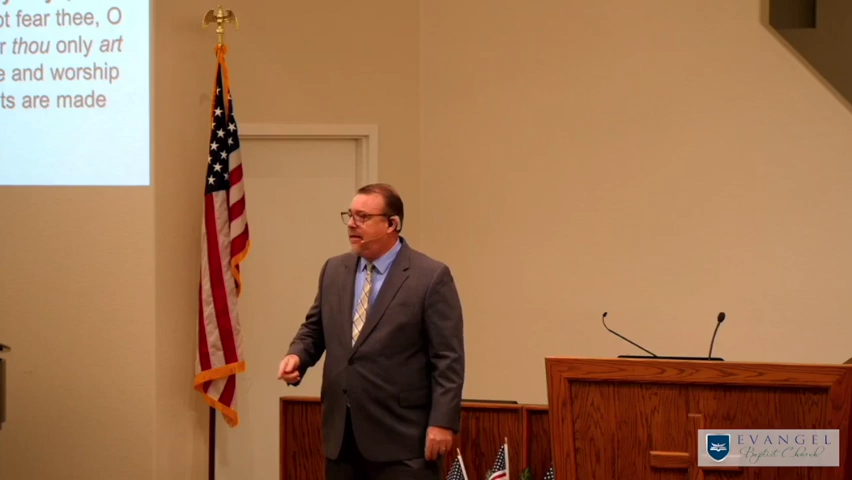 ot fear thee, O
r thou only art
e and worship
ts are made
EVANGEL
Baptist Church